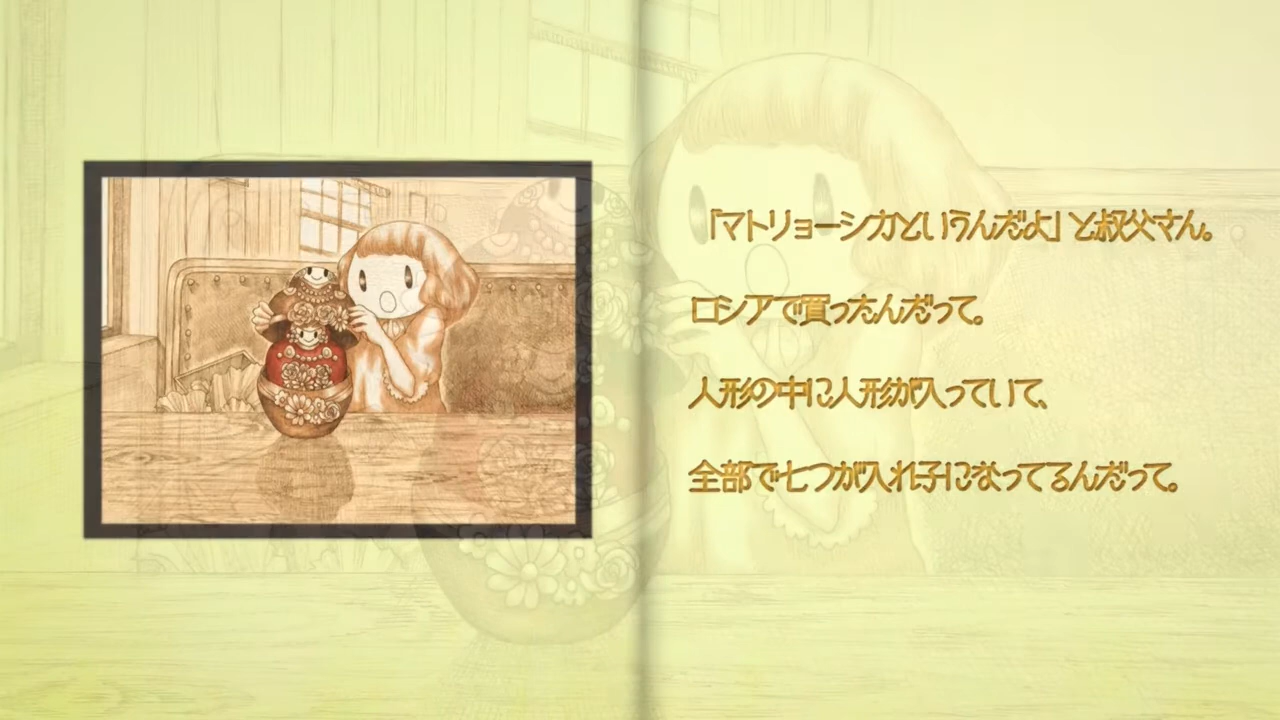 「マトリョーシカというんだよ」と叔父さん。
ロシアで買ったんだって。
人形の中に人形が入っていて、
全部で七つが入れ子になってるんだって。